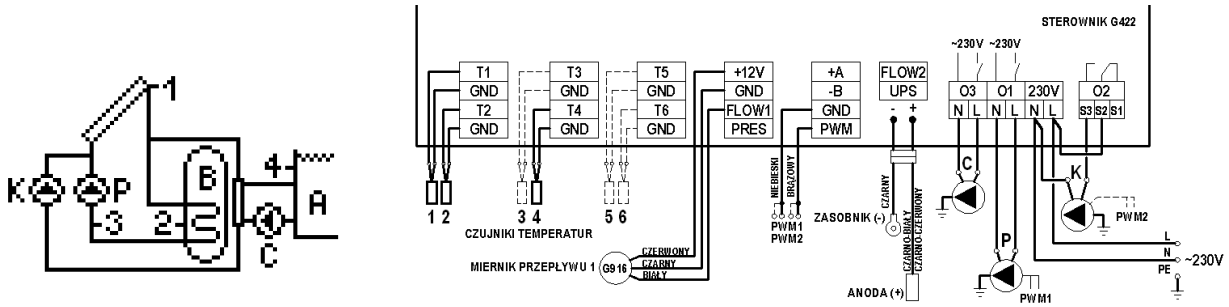 1
4
B
K
P
A
3
2
C
STEROWNIK G422
~230V ~230V
T1
GND
T2
GND
T3
GND
T4
GND
T5
GND
T6
GND
+12V
GND
FLOW1
PRES
+A
-B
GND
PWM
FLOW2
UPS
- +
O3 O1 230V O2
N L N L N L S3 S2 S1
NIEBIESKI
BRĄZOWY
PWM1
PWM2
CZARNY
CZARNO-BIAŁY
CZARNO-CZERWONY
ZASOBNIK (-)
ANODA (+)
C
K
PWM2
P
PWM1
1 2 3 4 5 6
CZUJNIKI TEMPERATUR
MIERNIK PRZEPŁYWU 1
G916
CZERWONY
CZARNY
BIAŁY
L
N
PE
~230V